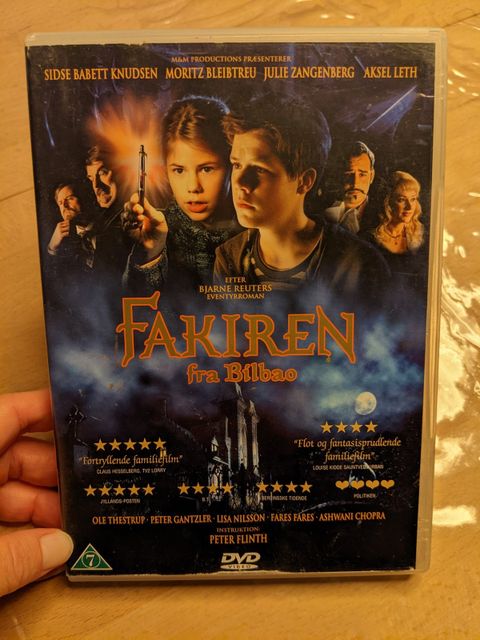 M&M PRODUCTIONS PRÆSENTERER
SIDSE BABETT KNUDSEN MORITZ BLEIBTREU JULIE ZANGENBERG AKSEL LETH
EFTER
BJARNE REUTERS
EVENTYRROMAN
FAKIREN
fra Bilbao
"Fortryllende familiefilm"
CLAUS HESSELBERG, TV2 LORRY
"Flot og fantasisprudlende
familiefilm"
LOUISE KIDDE SAUNTVED, URBAN
JYLLANDS-POSTEN
BERLINGSKE TIDENDE
POLITIKEN
OLE THESTRUP · PETER GANTZLER · LISA NILSSON · FARES FARES · ASHWANI CHOPRA
INSTRUKTION:
PETER FLINTH
7
DVD
VIDEO